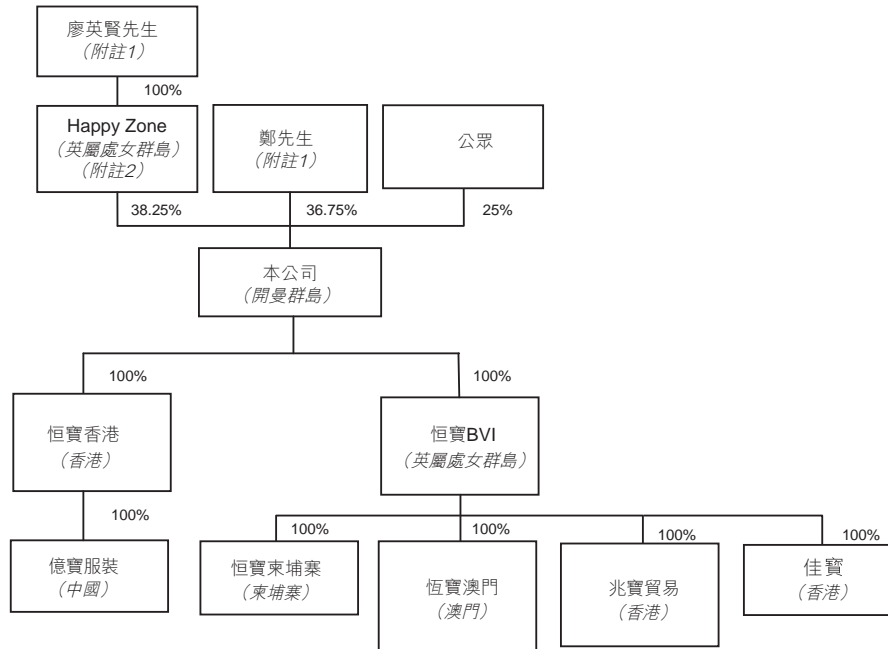 廖英賢先生
（附註1）
100%
Happy Zone
（英屬處女群島）
（附註2）
鄭先生
（附註1）
公眾
38.25%
36.75%
25%
本公司
（開曼群島）
100%
100%
恒寶香港
（香港）
恒寶BVI
（英屬處女群島）
100%
100%
100%
100%
100%
億寶服裝
（中國）
恒寶柬埔寨
（柬埔寨）
恆寶澳門
（澳門）
兆寶貿易
（香港）
佳寶
（香港）